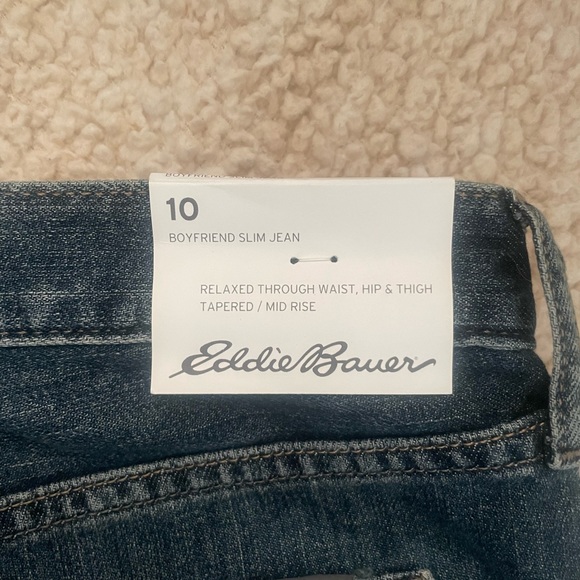 10
BOYFRIEND SLIM JEAN
RELAXED THROUGH WAIST, HIP & THIGH
TAPERED / MID RISE
Eddie Bauer